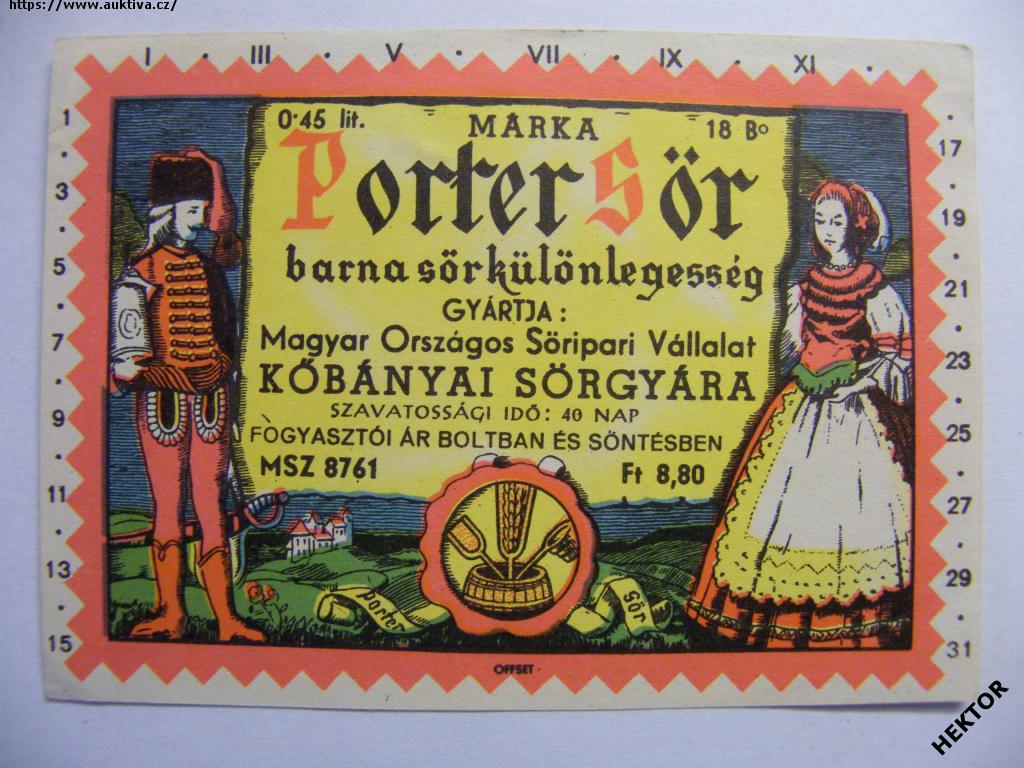 https://www.auktiva.cz/
I · III · V · VII · IX · XI ·
0·45 lit.
MÁRKA
18 B°
Porter Sör
barna sörkülönlegesség
GYÁRTJA:
Magyar Országos Söripari Vállalat
KŐBÁNYAI SÖRGYÁRA
SZAVATOSSÁGI IDŐ: 40 NAP
FOGYASZTÓI ÁR BOLTBAN ÉS SÖNTÉSBEN
MSZ 8761
Ft 8,80
porter
sör
1
·
3
·
5
·
7
·
9
·
11
·
13
·
15
·
17
·
19
·
21
·
23
·
25
·
27
·
29
·
31
OFFSET·
HEKTOR